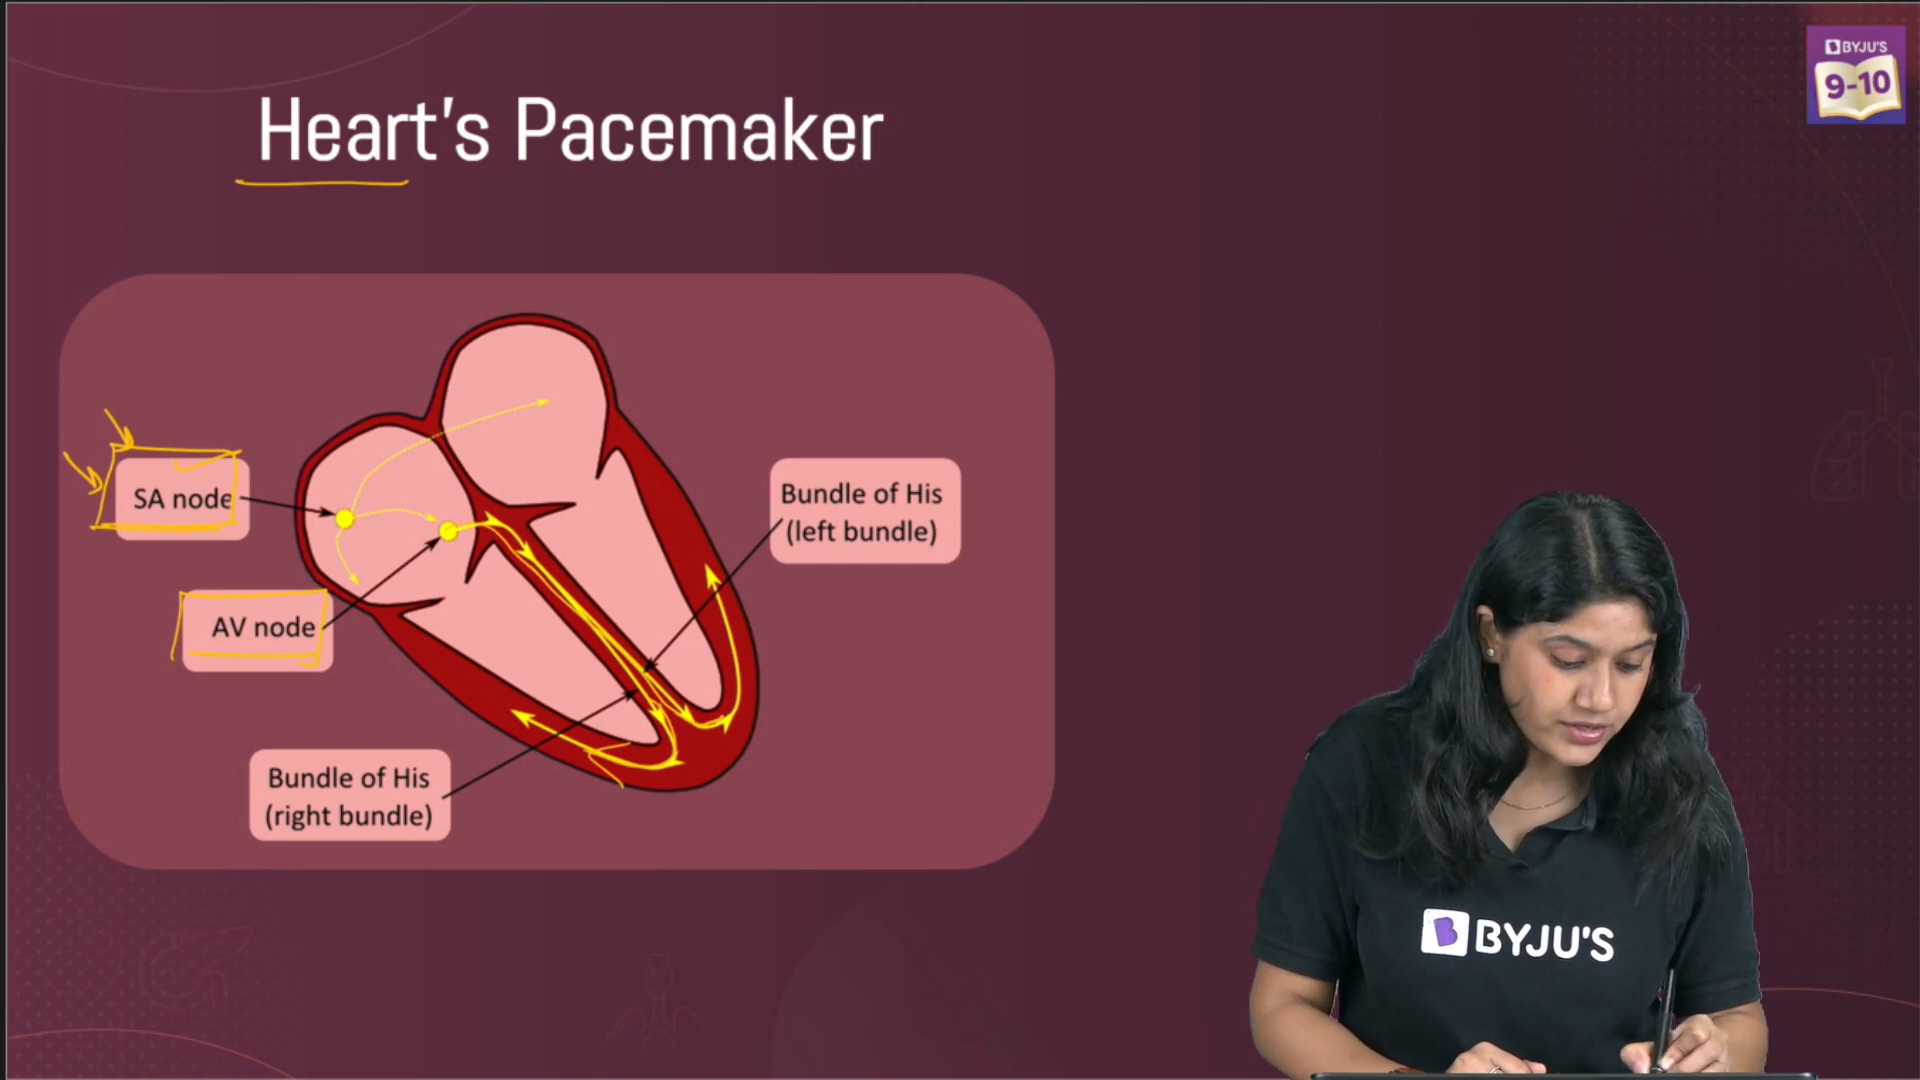 BYJU'S
9-10
Heart's Pacemaker
SA node
AV node
Bundle of His
(left bundle)
Bundle of His
(right bundle)
BYJU'S